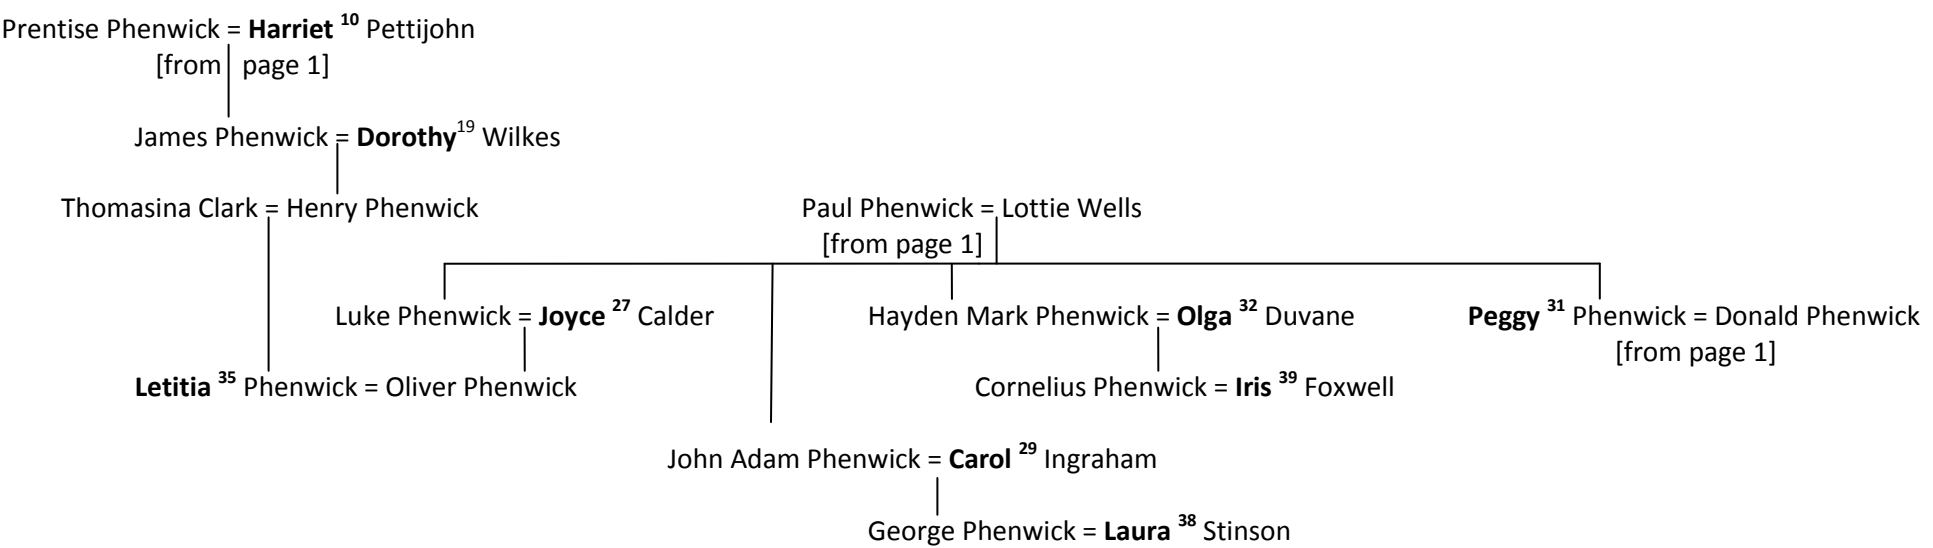 Prentise Phenwick = Harriet 10 Pettijohn
[from page 1]
James Phenwick = Dorothy19 Wilkes
Thomasina Clark = Henry Phenwick
Paul Phenwick = Lottie Wells
[from page 1]
Luke Phenwick = Joyce 27 Calder
Hayden Mark Phenwick = Olga 32 Duvane
Peggy 31 Phenwick = Donald Phenwick
[from page 1]
Letitia 35 Phenwick = Oliver Phenwick
Cornelius Phenwick = Iris 39 Foxwell
John Adam Phenwick = Carol 29 Ingraham
George Phenwick = Laura 38 Stinson